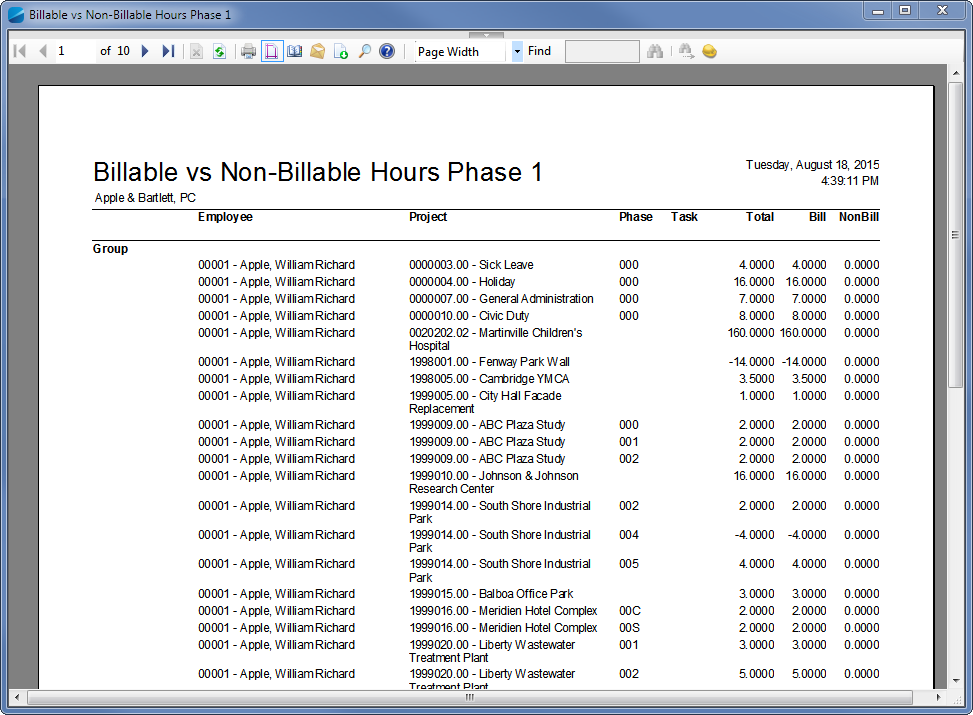 Billable vs Non-Billable Hours Phase 1
1 of 10 Page Width Find
Billable vs Non-Billable Hours Phase 1
Tuesday, August 18, 2015
4:39:11 PM
Apple & Bartlett, PC
Employee Project Phase Task Total Bill NonBill
Group
00001 - Apple, William Richard 0000003.00 - Sick Leave 000 4.0000 4.0000 0.0000
00001 - Apple, William Richard 0000004.00 - Holiday 000 16.0000 16.0000 0.0000
00001 - Apple, William Richard 0000007.00 - General Administration 000 7.0000 7.0000 0.0000
00001 - Apple, William Richard 0000010.00 - Civic Duty 000 8.0000 8.0000 0.0000
00001 - Apple, William Richard 0020202.02 - Martinville Children's 160.0000 160.0000 0.0000
Hospital
00001 - Apple, William Richard 1998001.00 - Fenway Park Wall -14.0000 -14.0000 0.0000
00001 - Apple, William Richard 1998005.00 - Cambridge YMCA 3.5000 3.5000 0.0000
00001 - Apple, William Richard 1999005.00 - City Hall Facade 1.0000 1.0000 0.0000
Replacement
00001 - Apple, William Richard 1999009.00 - ABC Plaza Study 000 2.0000 2.0000 0.0000
00001 - Apple, William Richard 1999009.00 - ABC Plaza Study 001 2.0000 2.0000 0.0000
00001 - Apple, William Richard 1999009.00 - ABC Plaza Study 002 2.0000 2.0000 0.0000
00001 - Apple, William Richard 1999010.00 - Johnson & Johnson 16.0000 16.0000 0.0000
Research Center
00001 - Apple, William Richard 1999014.00 - South Shore Industrial 002 2.0000 2.0000 0.0000
Park
00001 - Apple, William Richard 1999014.00 - South Shore Industrial 004 -4.0000 -4.0000 0.0000
Park
00001 - Apple, William Richard 1999014.00 - South Shore Industrial 005 4.0000 4.0000 0.0000
Park
00001 - Apple, William Richard 1999015.00 - Balboa Office Park 3.0000 3.0000 0.0000
00001 - Apple, William Richard 1999016.00 - Meridien Hotel Complex 00C 2.0000 2.0000 0.0000
00001 - Apple, William Richard 1999016.00 - Meridien Hotel Complex 00S 2.0000 2.0000 0.0000
00001 - Apple, William Richard 1999020.00 - Liberty Wastewater 001 3.0000 3.0000 0.0000
Treatment Plant
00001 - Apple, William Richard 1999020.00 - Liberty Wastewater 002 5.0000 5.0000 0.0000
Treatment Plant